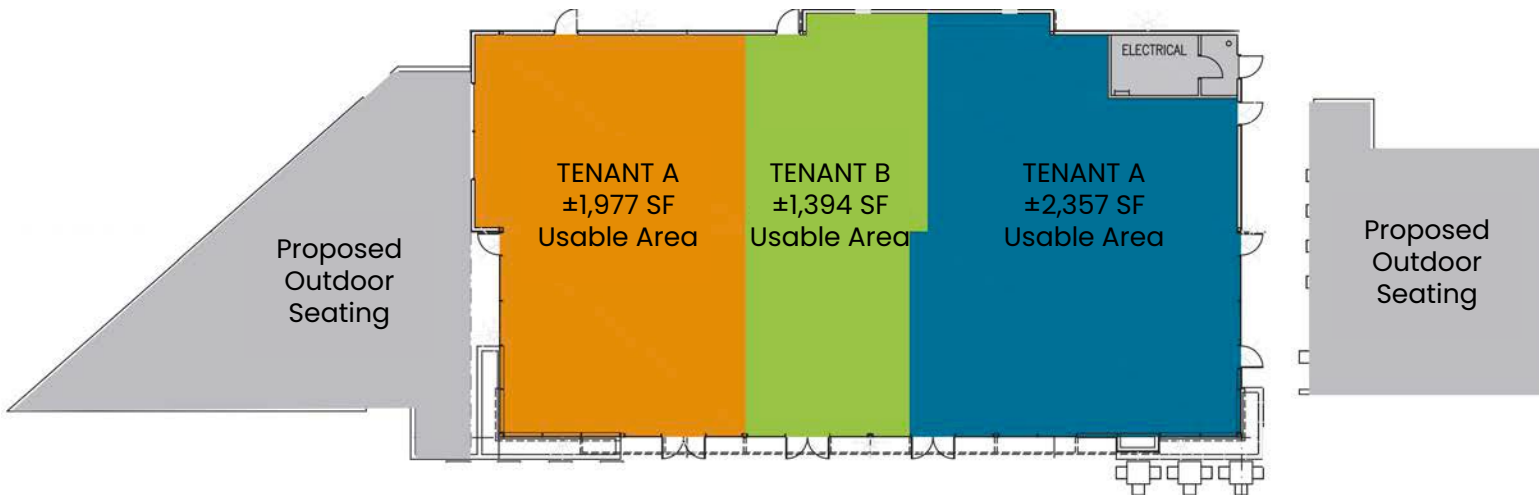 ELECTRICAL
TENANT A
±1,977 SF
Usable Area
TENANT B
±1,394 SF
Usable Area
TENANT A
±2,357 SF
Usable Area
Proposed
Outdoor
Seating
Proposed
Outdoor
Seating